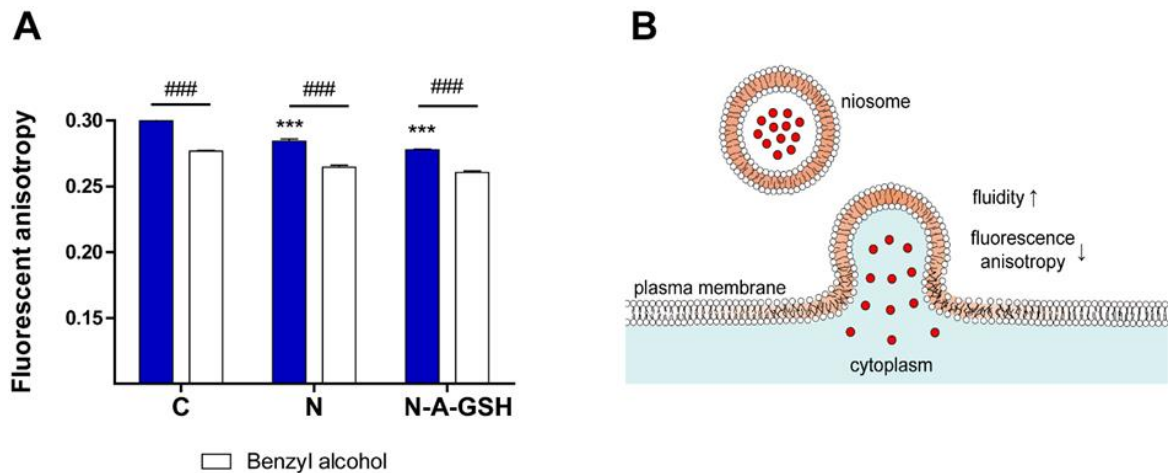 A
Fluorescent anisotropy
0.30
0.25
0.20
0.15
###
###
###
***
***
C
N
N-A-GSH
Benzyl alcohol
B
niosome
fluidity ↑
fluorescence
anisotropy ↓
plasma membrane
cytoplasm